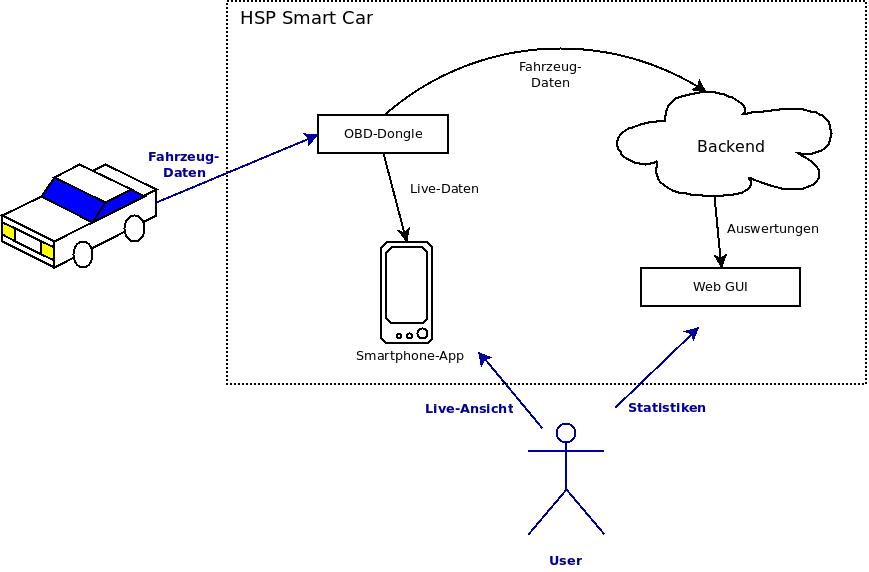 HSP Smart Car
Fahrzeug-
Daten
OBD-Dongle
Backend
Fahrzeug-
Daten
Live-Daten
Auswertungen
Web GUI
Smartphone-App
Live-Ansicht
Statistiken
User